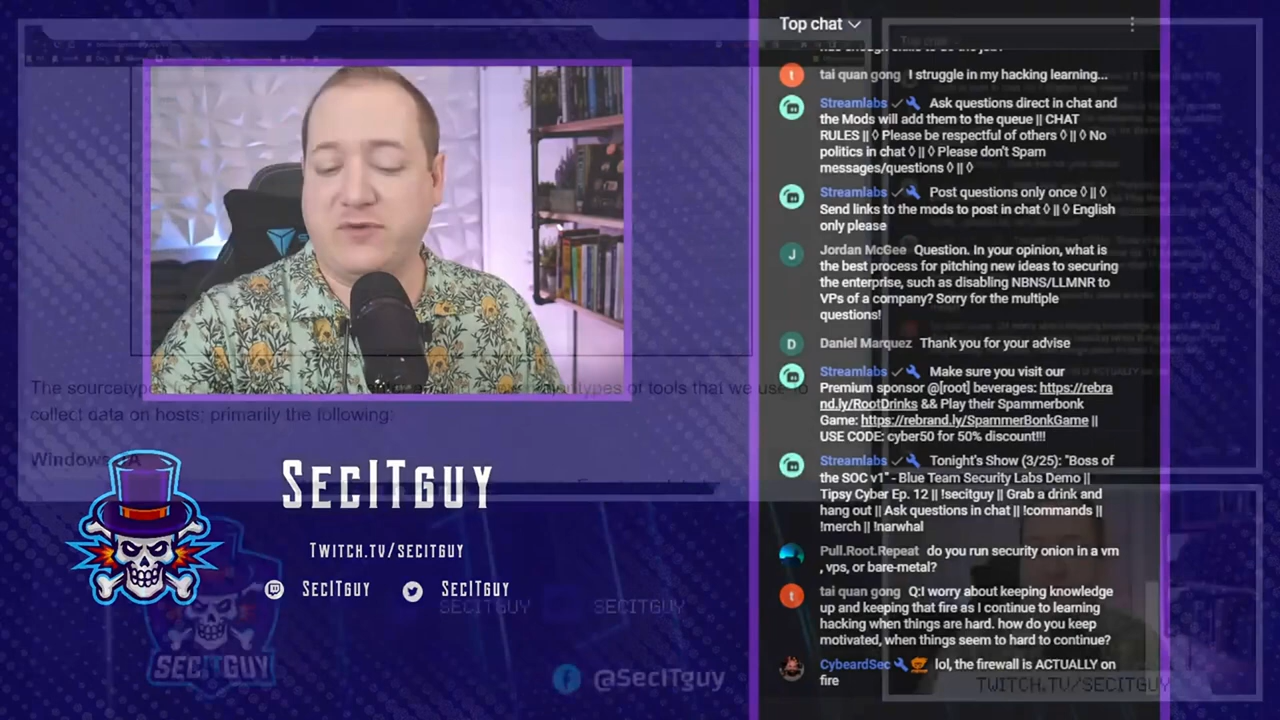 Top chat
tai quan gong I struggle in my hacking learning...
Streamlabs Ask questions direct in chat and
the Mods will add them to the queue || CHAT
RULES || ◊ Please be respectful of others ◊ || ◊ No
politics in chat ◊ || ◊ Please don't Spam
messages/questions ◊ || ◊
Streamlabs Post questions only once ◊ || ◊
Send links to the mods to post in chat ◊ || ◊ English
only please
J Jordan McGee Question. In your opinion, what is
the best process for pitching new ideas to securing
the enterprise, such as disabling NBNS/LLMNR to
VPs of a company? Sorry for the multiple
questions!
D Daniel Marquez Thank you for your advise
Streamlabs Make sure you visit our
Premium sponsor @[root] beverages: https://rebra
nd.ly/RootDrinks && Play their Spammerbonk
Game: https://rebrand.ly/SpammerBonkGame ||
USE CODE: cyber50 for 50% discount!!!
Streamlabs Tonight's Show (3/25): "Boss of
the SOC v1" - Blue Team Security Labs Demo ||
Tipsy Cyber Ep. 12 || !secitguy || Grab a drink and
hang out || Ask questions in chat || !commands ||
!merch || !narwhal
Pull.Root.Repeat do you run security onion in a vm
, vps, or bare-metal?
t tai quan gong Q:I worry about keeping knowledge
up and keeping that fire as I continue to learning
hacking when things are hard. how do you keep
motivated, when things seem to hard to continue?
CybeardSec lol, the firewall is ACTUALLY on
fire
The sourcetypes types of tools that we use to
collect data on hosts; primarily the following:
Windows
SecITguy
Twitch.tv/secitguy
SecITguy SecITguy
SECITGUY SECITGUY
SECITGUY
@SecITguy
TWITCH.TV/SECITGUY